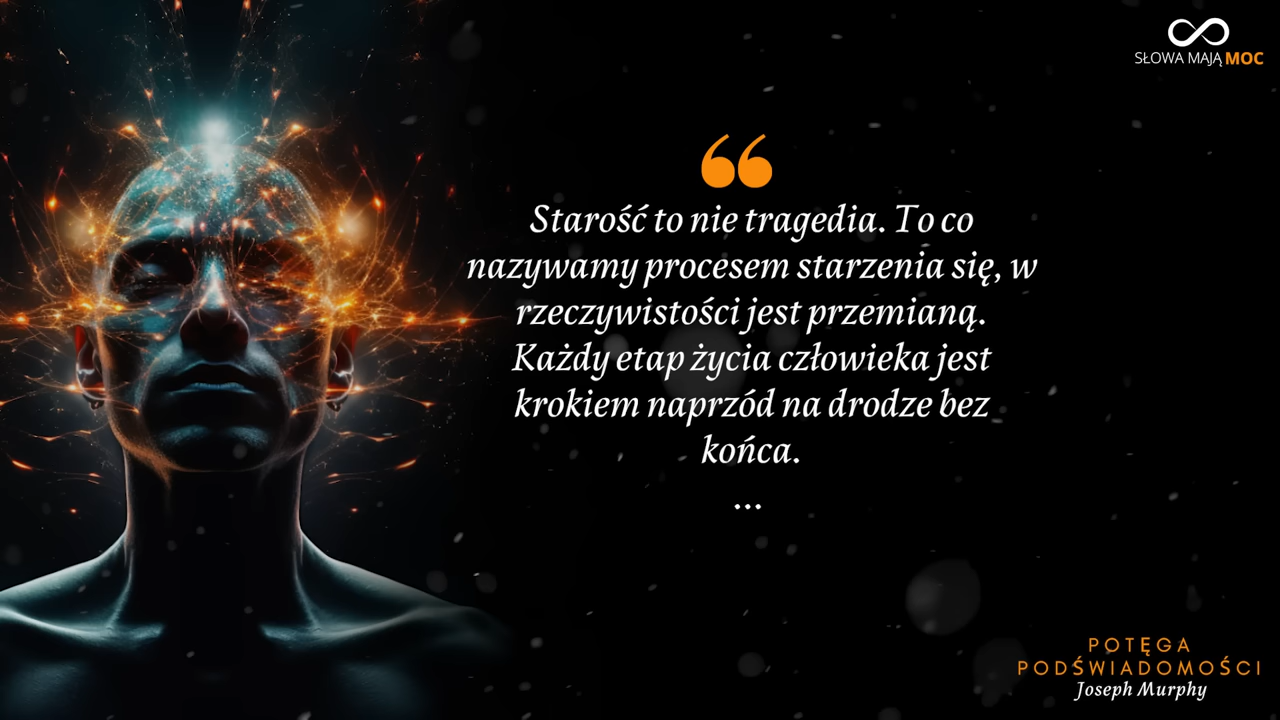 SŁOWA MAJĄ MOC
Starość to nie tragedia. To co
nazywamy procesem starzenia się, w
rzeczywistości jest przemianą.
Każdy etap życia człowieka jest
krokiem naprzód na drodze bez
końca.
...
POTĘGA
PODŚWIADOMOŚCI
Joseph Murphy